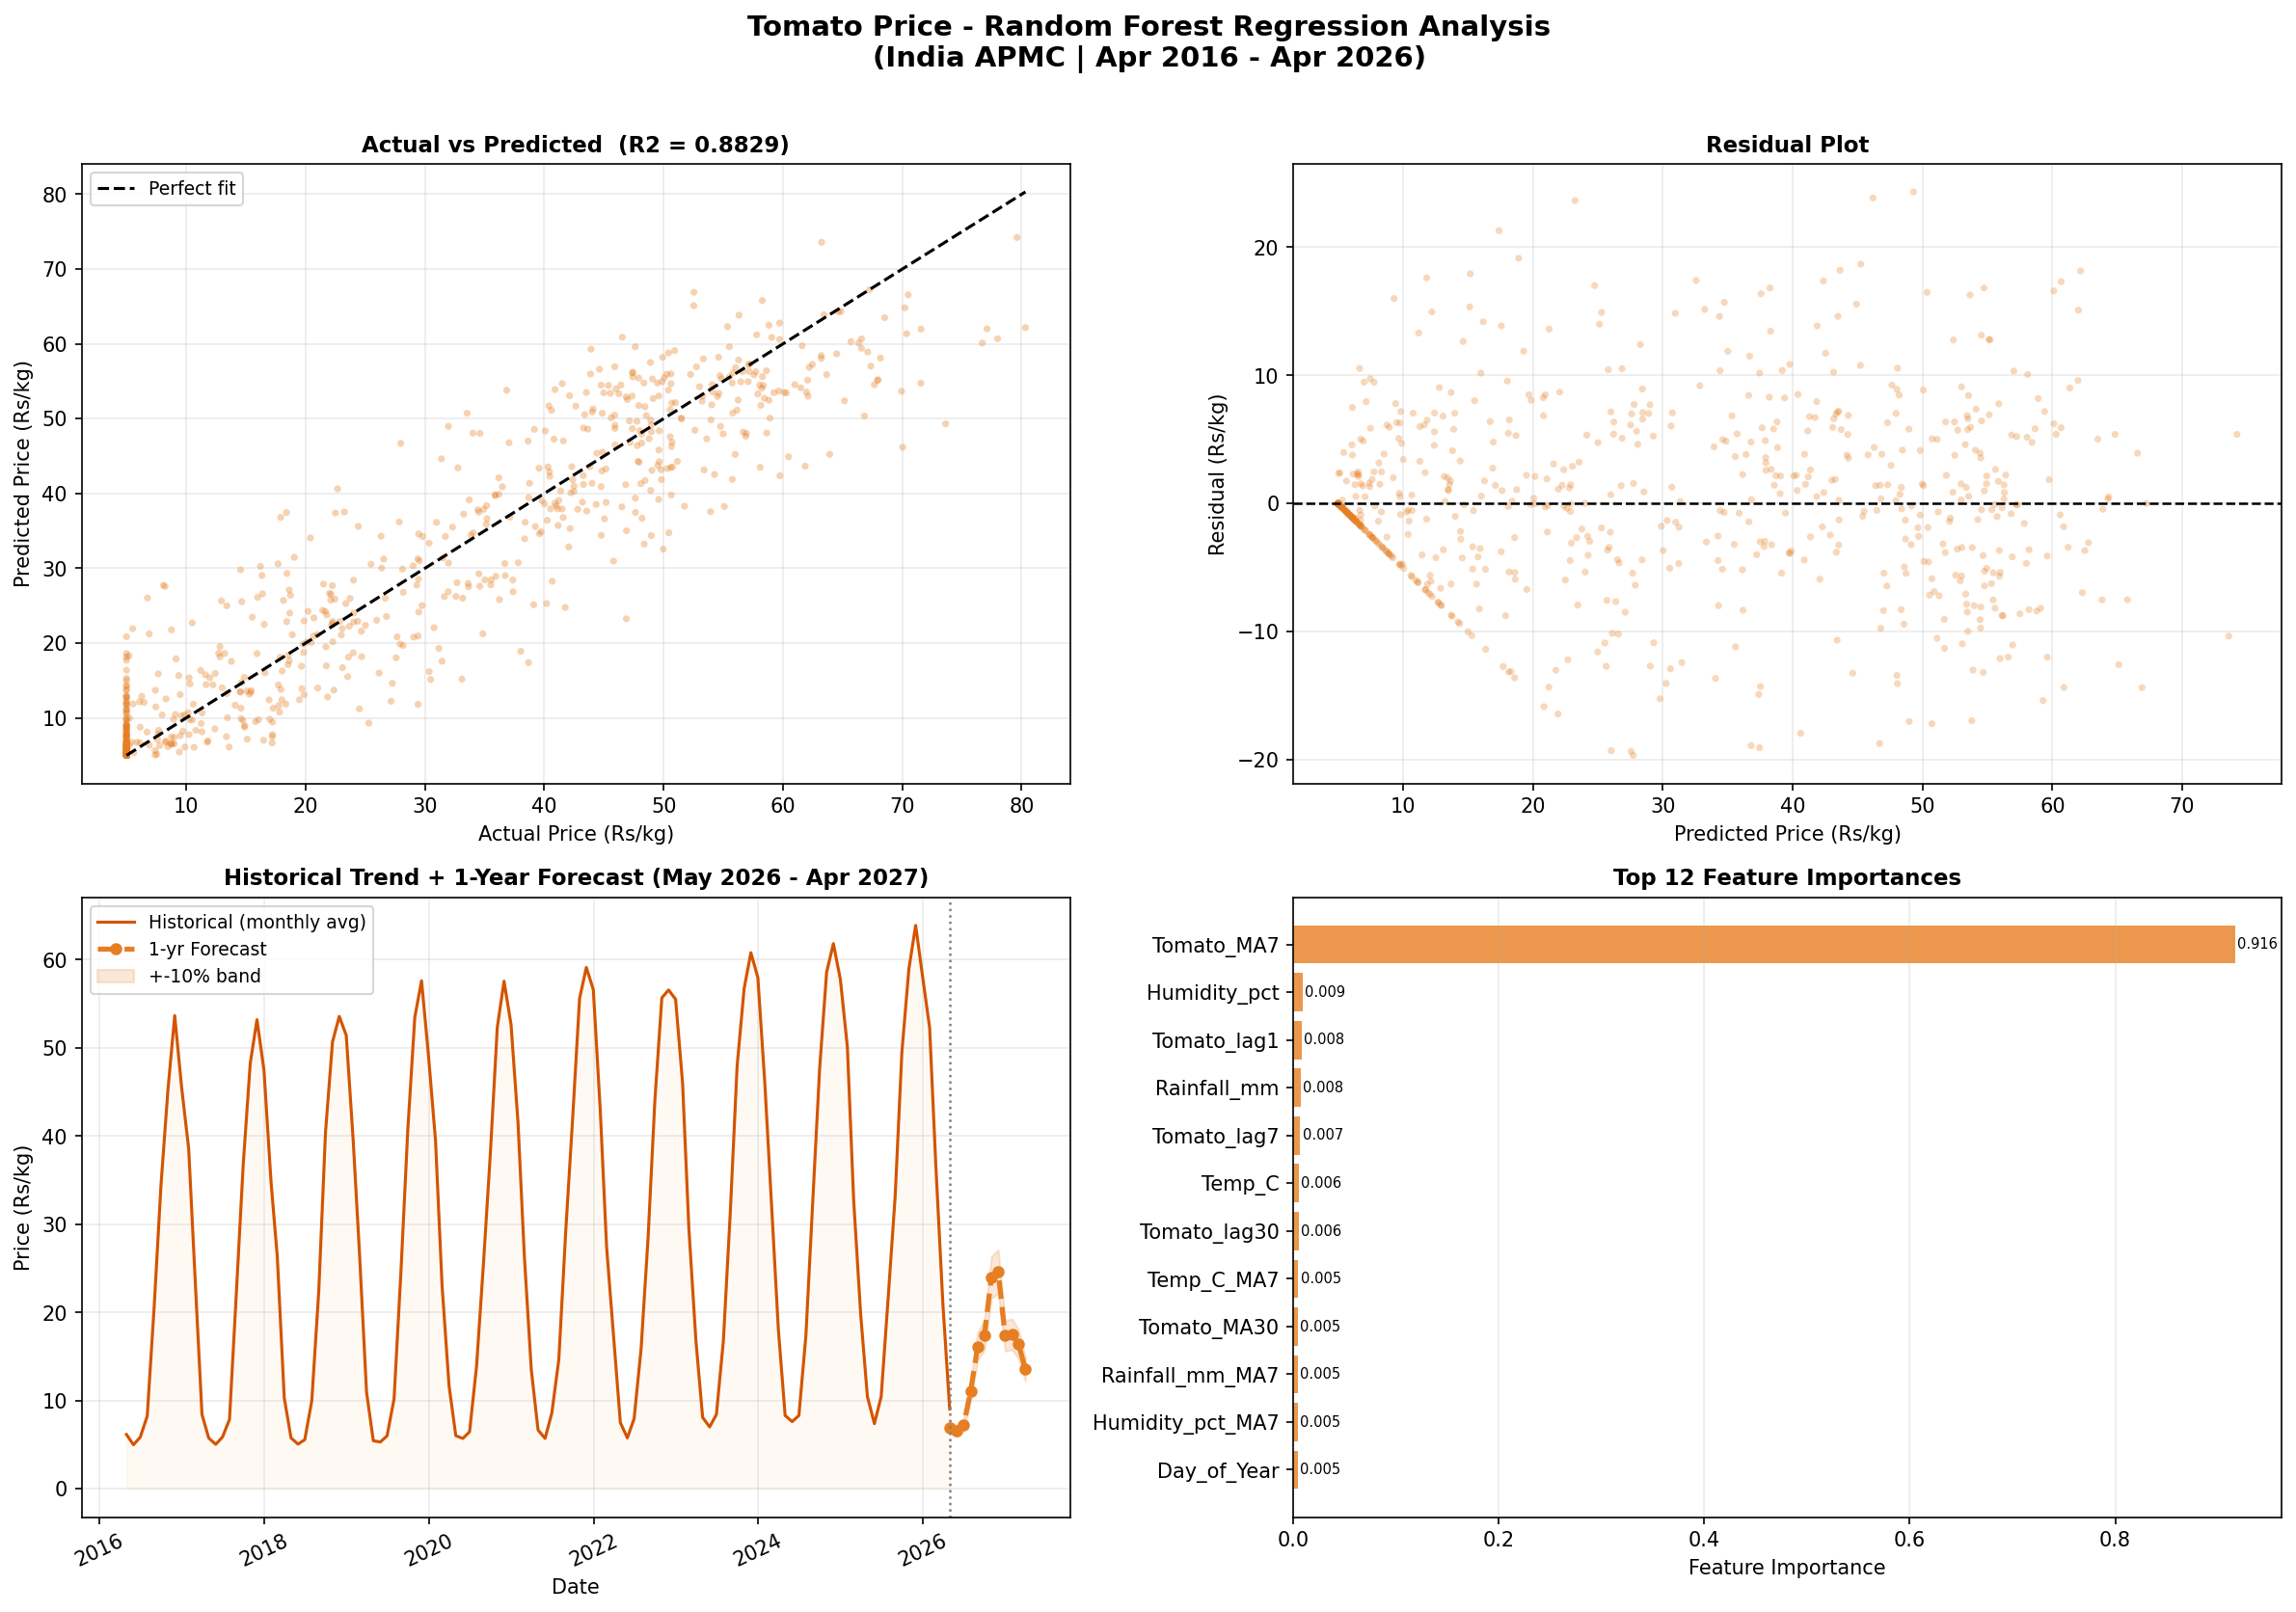 Tomato Price - Random Forest Regression Analysis
(India APMC | Apr 2016 - Apr 2026)
Actual vs Predicted  (R2 = 0.8829)
Perfect fit
80
70
60
50
40
30
20
10
Predicted Price (Rs/kg)
10 20 30 40 50 60 70 80
Actual Price (Rs/kg)
Residual Plot
20
10
0
−10
−20
Residual (Rs/kg)
10 20 30 40 50 60 70
Predicted Price (Rs/kg)
Historical Trend + 1-Year Forecast (May 2026 - Apr 2027)
Historical (monthly avg)
1-yr Forecast
+-10% band
60
50
40
30
20
10
0
Price (Rs/kg)
2016 2018 2020 2022 2024 2026
Date
Top 12 Feature Importances
Tomato_MA7 0.916
Humidity_pct 0.009
Tomato_lag1 0.008
Rainfall_mm 0.008
Tomato_lag7 0.007
Temp_C 0.006
Tomato_lag30 0.006
Temp_C_MA7 0.005
Tomato_MA30 0.005
Rainfall_mm_MA7 0.005
Humidity_pct_MA7 0.005
Day_of_Year 0.005
0.0 0.2 0.4 0.6 0.8
Feature Importance